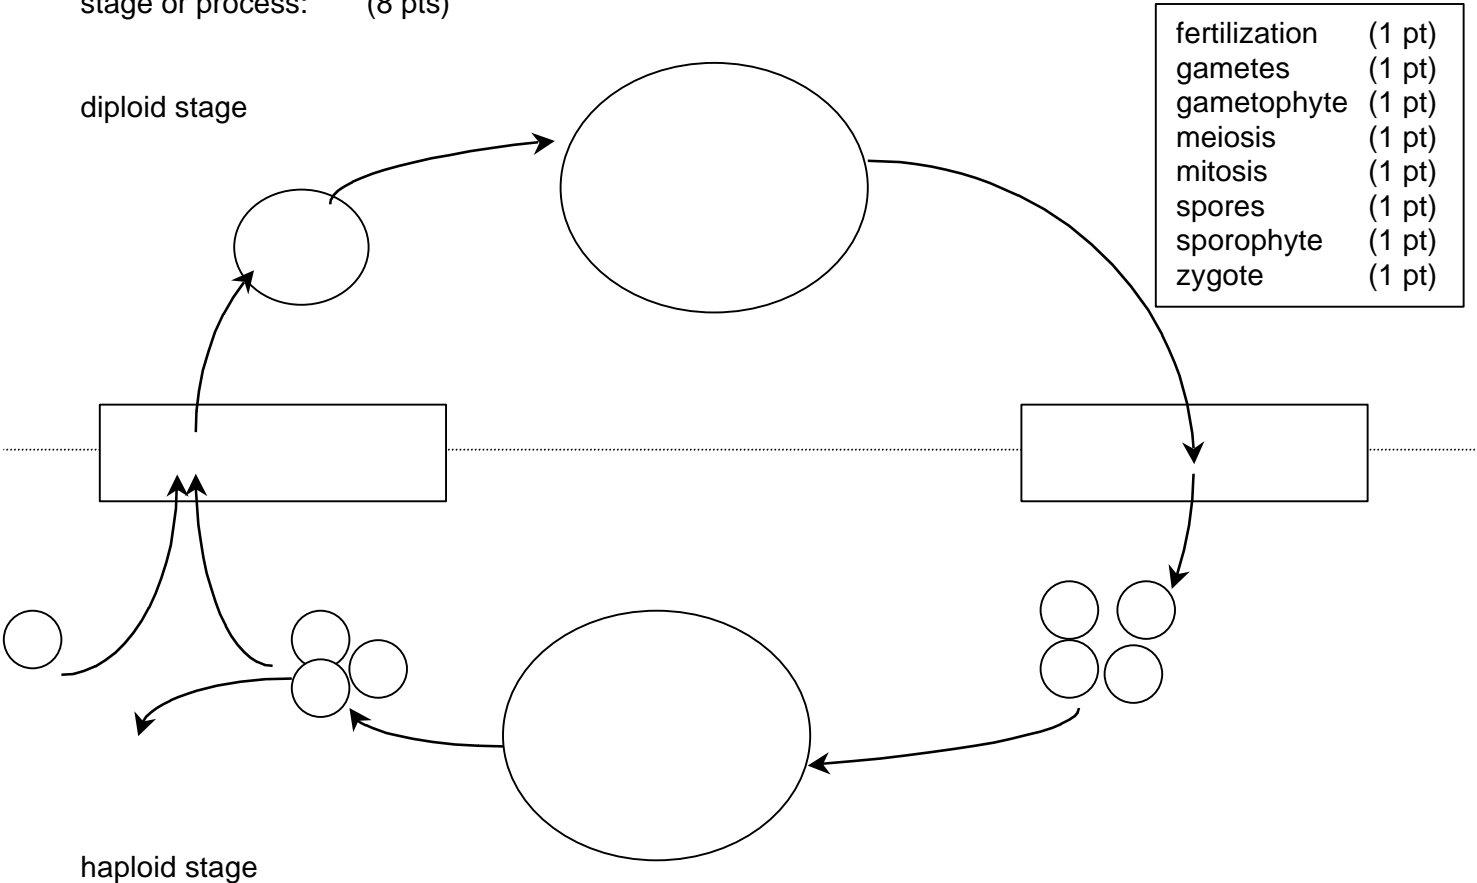 stage or process: (8 pts)
fertilization (1 pt)
gametes (1 pt)
gametophyte (1 pt)
meiosis (1 pt)
mitosis (1 pt)
spores (1 pt)
sporophyte (1 pt)
zygote (1 pt)
diploid stage
haploid stage